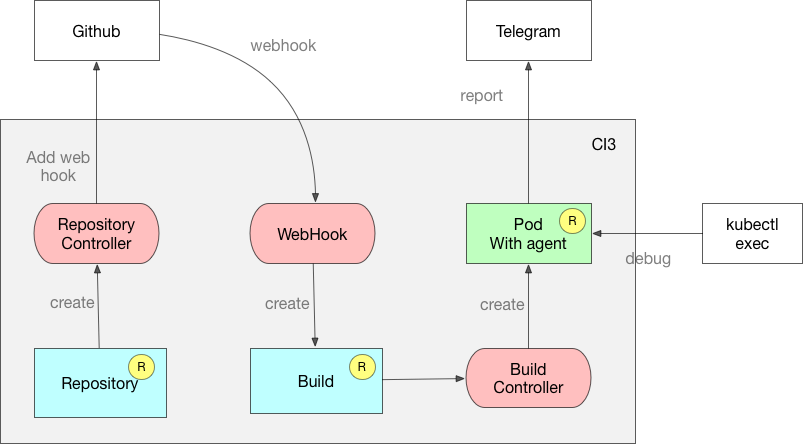 Github
Telegram
webhook
report
CI3
Add web
hook
Repository
Controller
WebHook
Pod
With agent
R
kubectl
exec
debug
create
create
create
Repository
R
Build
R
Build
Controller